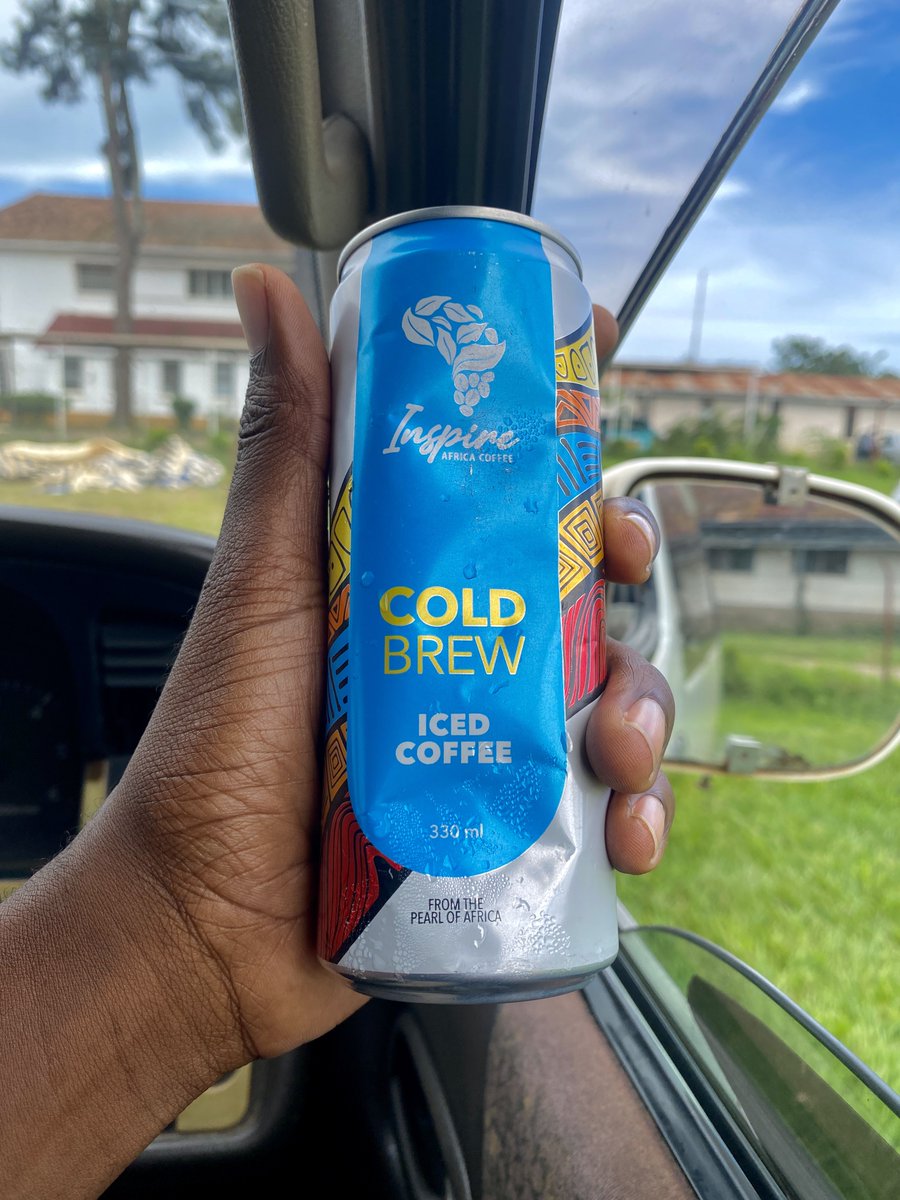 Inspire
AFRICA COFFEE
COLD
BREW
ICED
COFFEE
330 ml
FROM THE
PEARL OF AFRICA